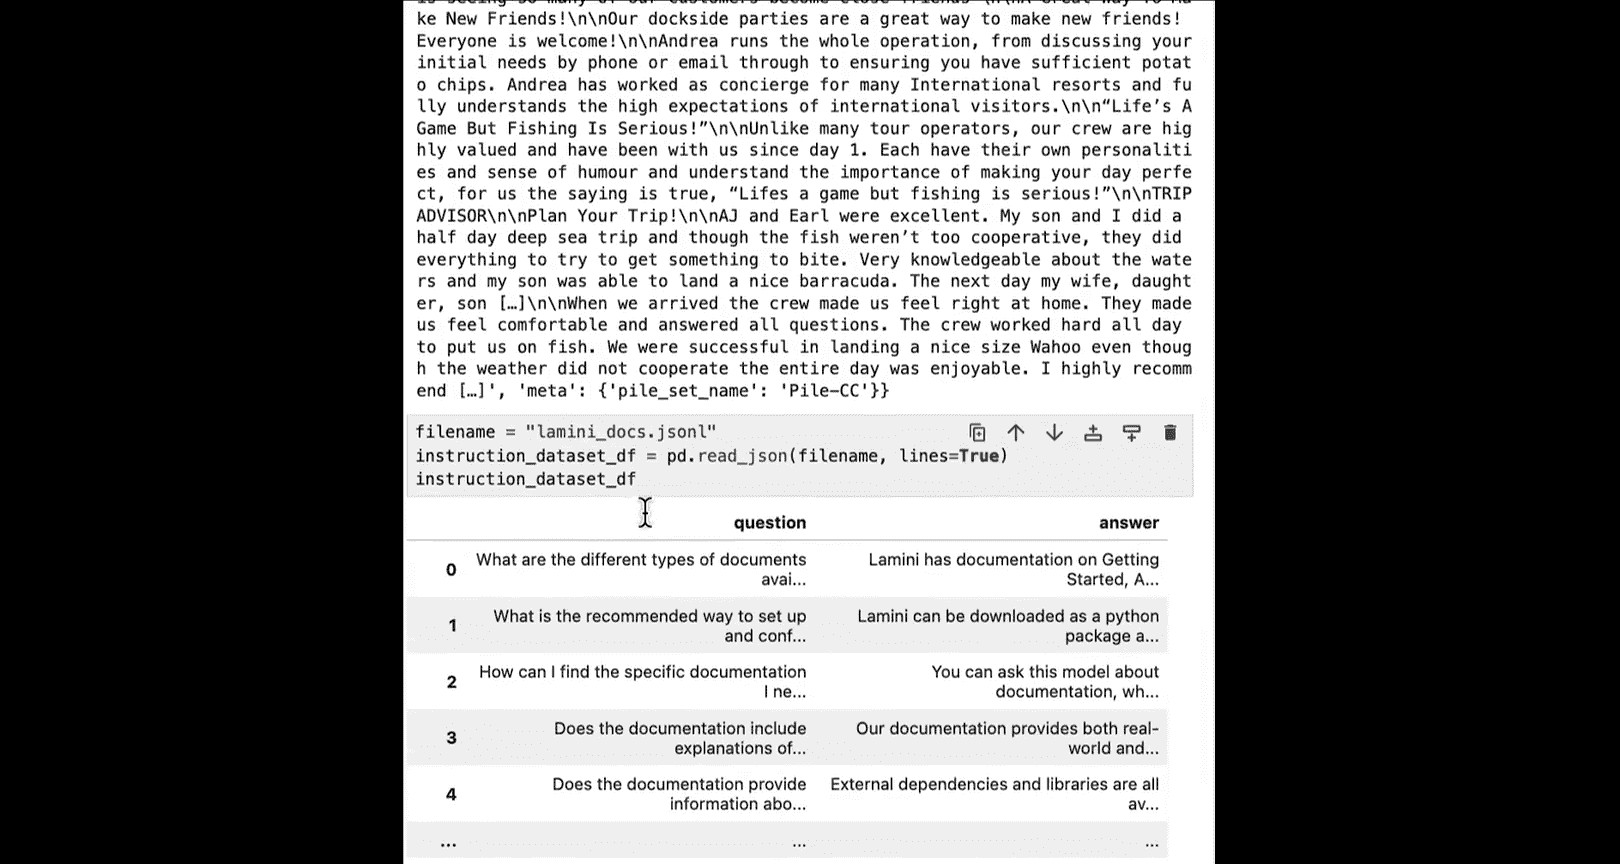 ke New Friends!\n\nOur dockside parties are a great way to make new friends!
Everyone is welcome!\n\nAndrea runs the whole operation, from discussing your
initial needs by phone or email through to ensuring you have sufficient potat
o chips. Andrea has worked as concierge for many International resorts and fu
lly understands the high expectations of international visitors.\n\n“Life’s A
Game But Fishing Is Serious!”\n\nUnlike many tour operators, our crew are hig
hly valued and have been with us since day 1. Each have their own personaliti
es and sense of humour and understand the importance of making your day perfe
ct, for us the saying is true, “Lifes a game but fishing is serious!”\n\nTRIP
ADVISOR\n\nPlan Your Trip!\n\nAJ and Earl were excellent. My son and I did a
half day deep sea trip and though the fish weren’t too cooperative, they did
everything to try to get something to bite. Very knowledgeable about the wate
rs and my son was able to land a nice barracuda. The next day my wife, daught
er, son […]\n\nWhen we arrived the crew made us feel right at home. They made
us feel comfortable and answered all questions. The crew worked hard all day
to put us on fish. We were successful in landing a nice size Wahoo even thoug
h the weather did not cooperate the entire day was enjoyable. I highly recomm
end […]', 'meta': {'pile_set_name': 'Pile-CC'}}
filename = "lamini_docs.jsonl"
instruction_dataset_df = pd.read_json(filename, lines=True)
instruction_dataset_df
question answer
0 What are the different types of documents avai... Lamini has documentation on Getting Started, A...
1 What is the recommended way to set up and conf... Lamini can be downloaded as a python package a...
2 How can I find the specific documentation I ne... You can ask this model about documentation, wh...
3 Does the documentation include explanations of... Our documentation provides both real-world and...
4 Does the documentation provide information abo... External dependencies and libraries are all av...
... ... ...